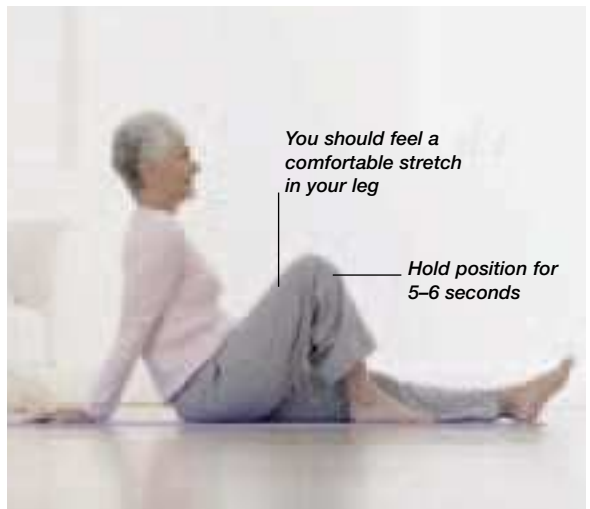 You should feel a
comfortable stretch
in your leg
Hold position for
5–6 seconds